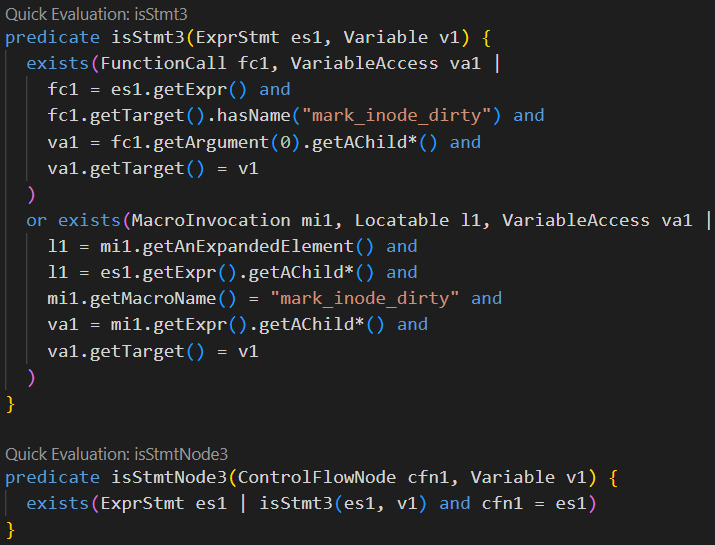 Quick Evaluation: isStmt3
predicate isStmt3(ExprStmt es1, Variable v1) {
  exists(FunctionCall fc1, VariableAccess va1 |
    fc1 = es1.getExpr() and
    fc1.getTarget().hasName("mark_inode_dirty") and
    va1 = fc1.getArgument(0).getAChild*() and
    va1.getTarget() = v1
  )
  or exists(MacroInvocation mi1, Locatable l1, VariableAccess va1 |
    l1 = mi1.getAnExpandedElement() and
    l1 = es1.getExpr().getAChild*() and
    mi1.getMacroName() = "mark_inode_dirty" and
    va1 = mi1.getExpr().getAChild*() and
    va1.getTarget() = v1
  )
}
Quick Evaluation: isStmtNode3
predicate isStmtNode3(ControlFlowNode cfn1, Variable v1) {
  exists(ExprStmt es1 | isStmt3(es1, v1) and cfn1 = es1)
}